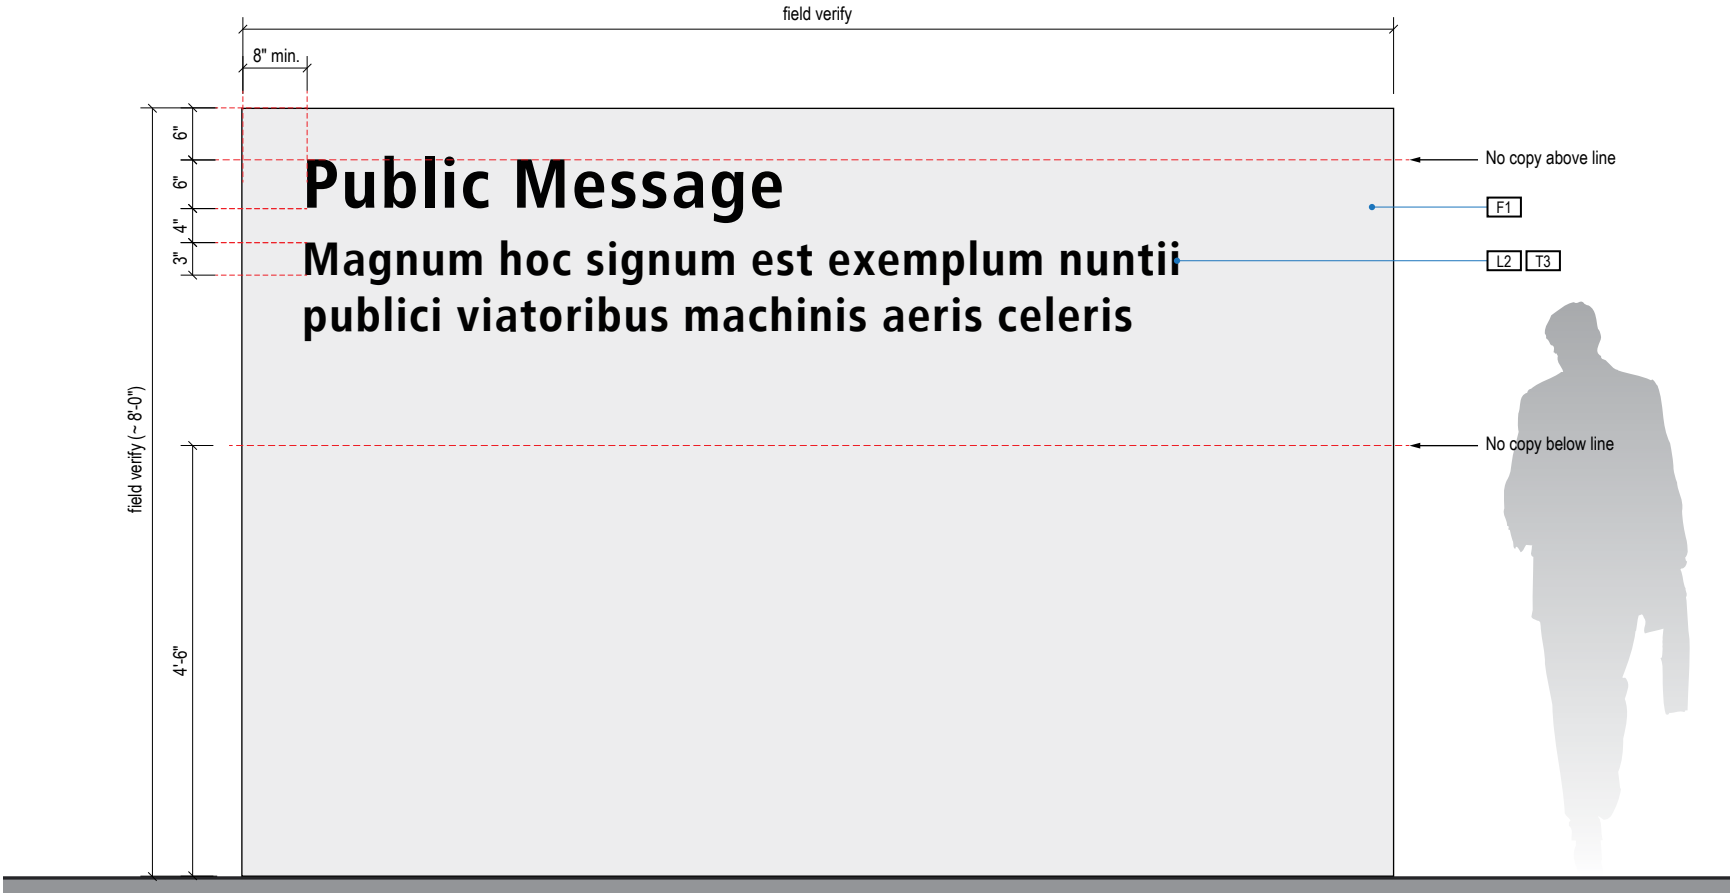 field verify
8" min.
6"
No copy above line
Public Message
6"
F1
4"
Magnum hoc signum est exemplum nuntii
3"
L2 T3
publici viatoribus machinis aeris celeris
field verify (~ 8'-0")
No copy below line
4'-6"